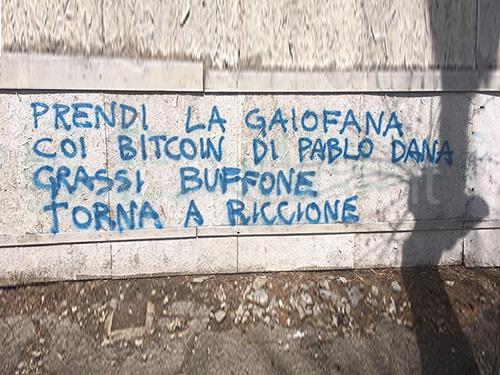 PRENDI LA GAIOFANA
COI BITCOIN DI PABLO DANA
GRASSI BUFFONE
TORNA A RICCIONE